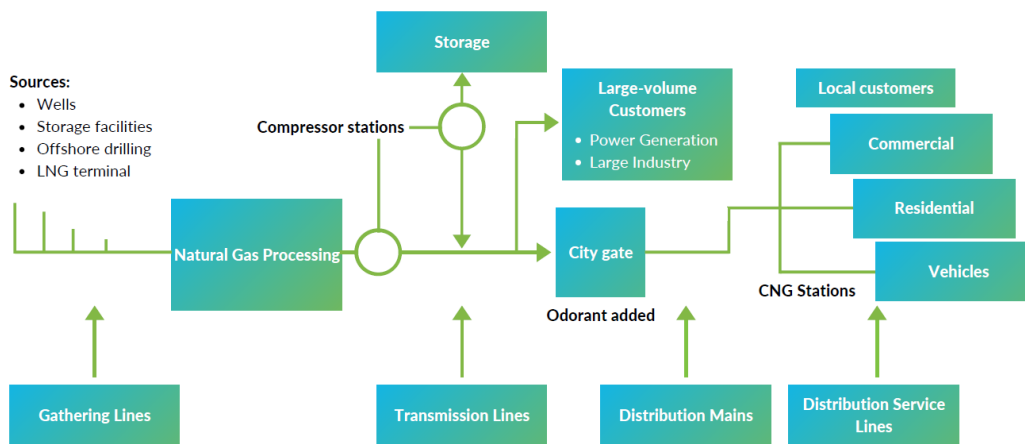 Storage
Sources:
• Wells
• Storage facilities
• Offshore drilling
• LNG terminal
Compressor stations
Large-volume
Customers
• Power Generation
• Large Industry
Local customers
Commercial
Residential
Vehicles
Natural Gas Processing
City gate
CNG Stations
Odorant added
Gathering Lines
Transmission Lines
Distribution Mains
Distribution Service
Lines